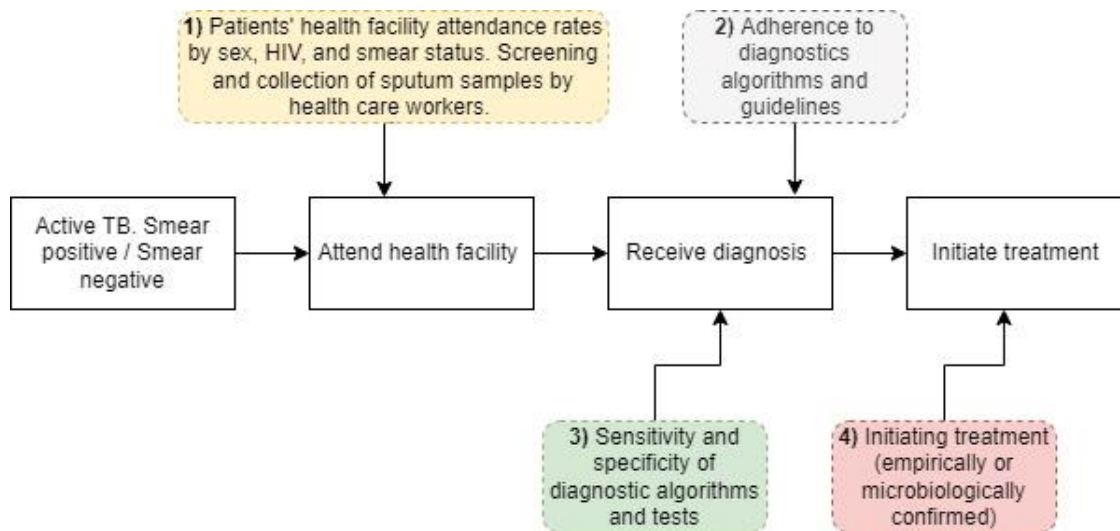 1) Patients' health facility attendance rates
by sex, HIV, and smear status. Screening
and collection of sputum samples by
health care workers.
2) Adherence to
diagnostics
algorithms and
guidelines
Active TB. Smear
positive / Smear
negative
Attend health facility
Receive diagnosis
Initiate treatment
3) Sensitivity and
specificity of
diagnostic algorithms
and tests
4) Initiating treatment
(empirically or
microbiologically
confirmed)